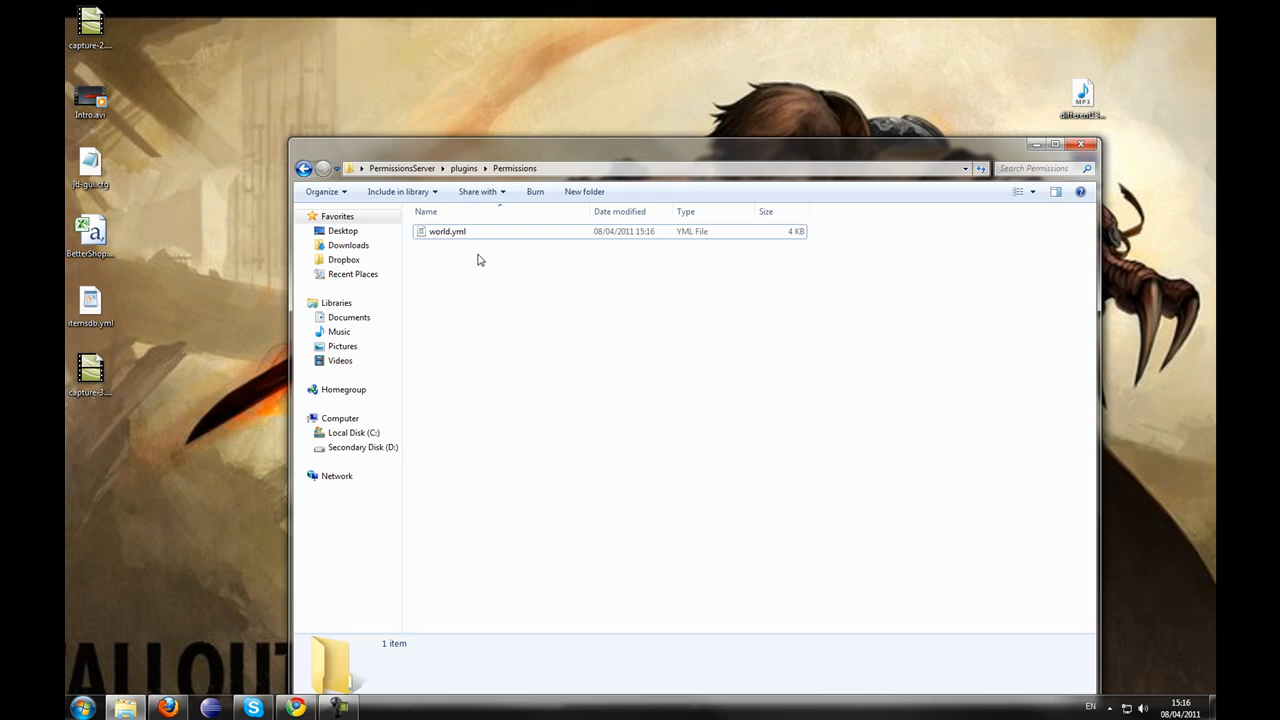 capture-2....
Intro.avi
jd-gui.cfg
BetterShop....
itemsdb.yml
capture-3....
MP3
PermissionsServer plugins Permissions
Search Permissions
Organize Include in library Share with Burn New folder
Name Date modified Type Size
world.yml 08/04/2011 15:16 YML File 4 KB
Favorites
Desktop
Downloads
Dropbox
Recent Places
Libraries
Documents
Music
Pictures
Videos
Homegroup
Computer
Local Disk (C:)
Secondary Disk (D:)
Network
1 item
ALLOUT
EN
15:16
08/04/2011